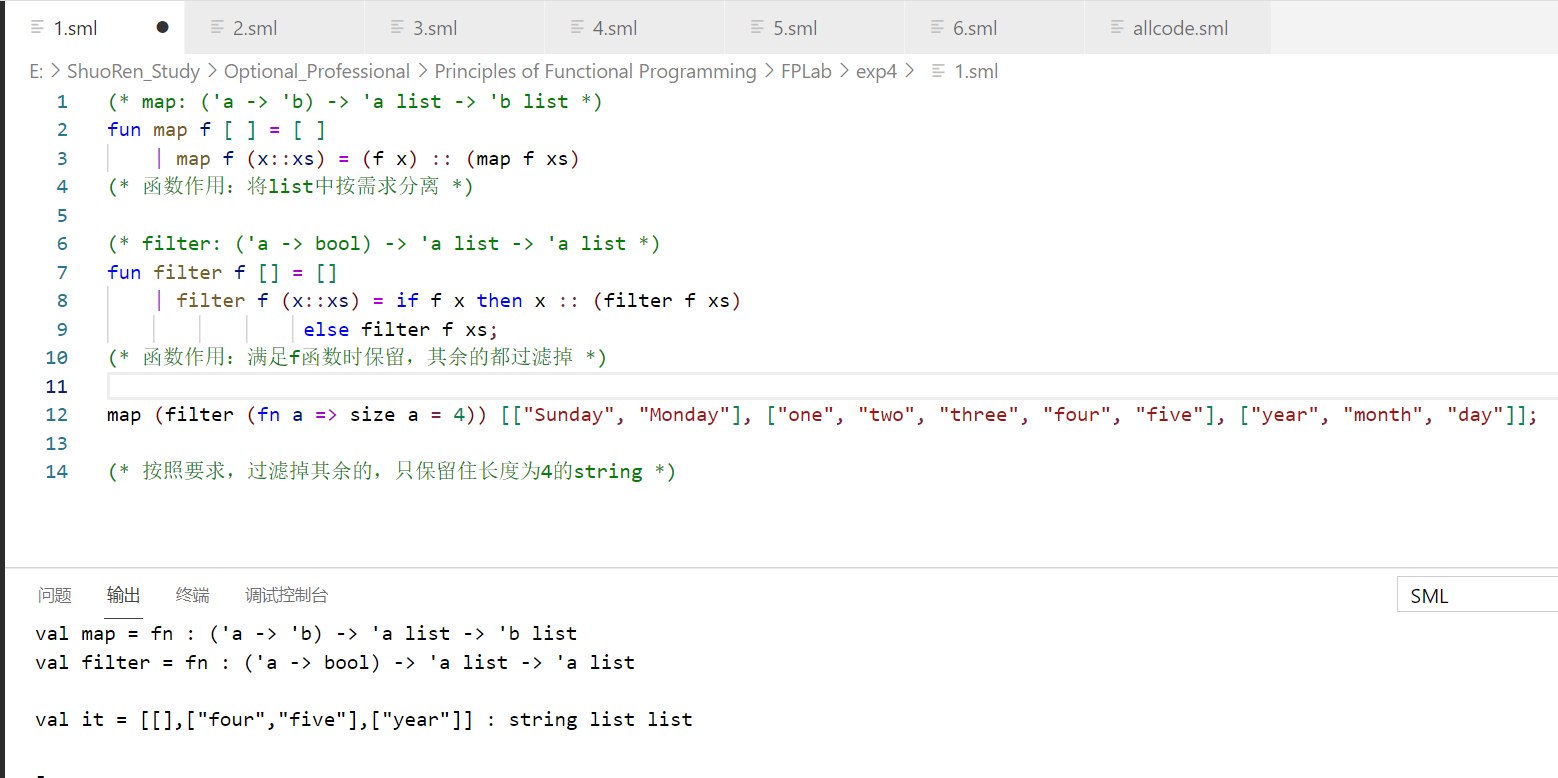 1.sml 2.sml 3.sml 4.sml 5.sml 6.sml allcode.sml
E: > ShuoRen_Study > Optional_Professional > Principles of Functional Programming > FPLab > exp4 > 1.sml
1 (* map: ('a -> 'b) -> 'a list -> 'b list *)
2 fun map f [ ] = [ ]
3 | map f (x::xs) = (f x) :: (map f xs)
4 (* 函数作用：将list中按需求分离 *)
5
6 (* filter: ('a -> bool) -> 'a list -> 'a list *)
7 fun filter f [] = []
8 | filter f (x::xs) = if f x then x :: (filter f xs)
9 else filter f xs;
10 (* 函数作用：满足f函数时保留，其余的都过滤掉 *)
11
12 map (filter (fn a => size a = 4)) [["Sunday", "Monday"], ["one", "two", "three", "four", "five"], ["year", "month", "day"]];
13
14 (* 按照要求，过滤掉其余的，只保留住长度为4的string *)
问题 输出 终端 调试控制台 SML
val map = fn : ('a -> 'b) -> 'a list -> 'b list
val filter = fn : ('a -> bool) -> 'a list -> 'a list
val it = [[],["four","five"],["year"]] : string list list
-